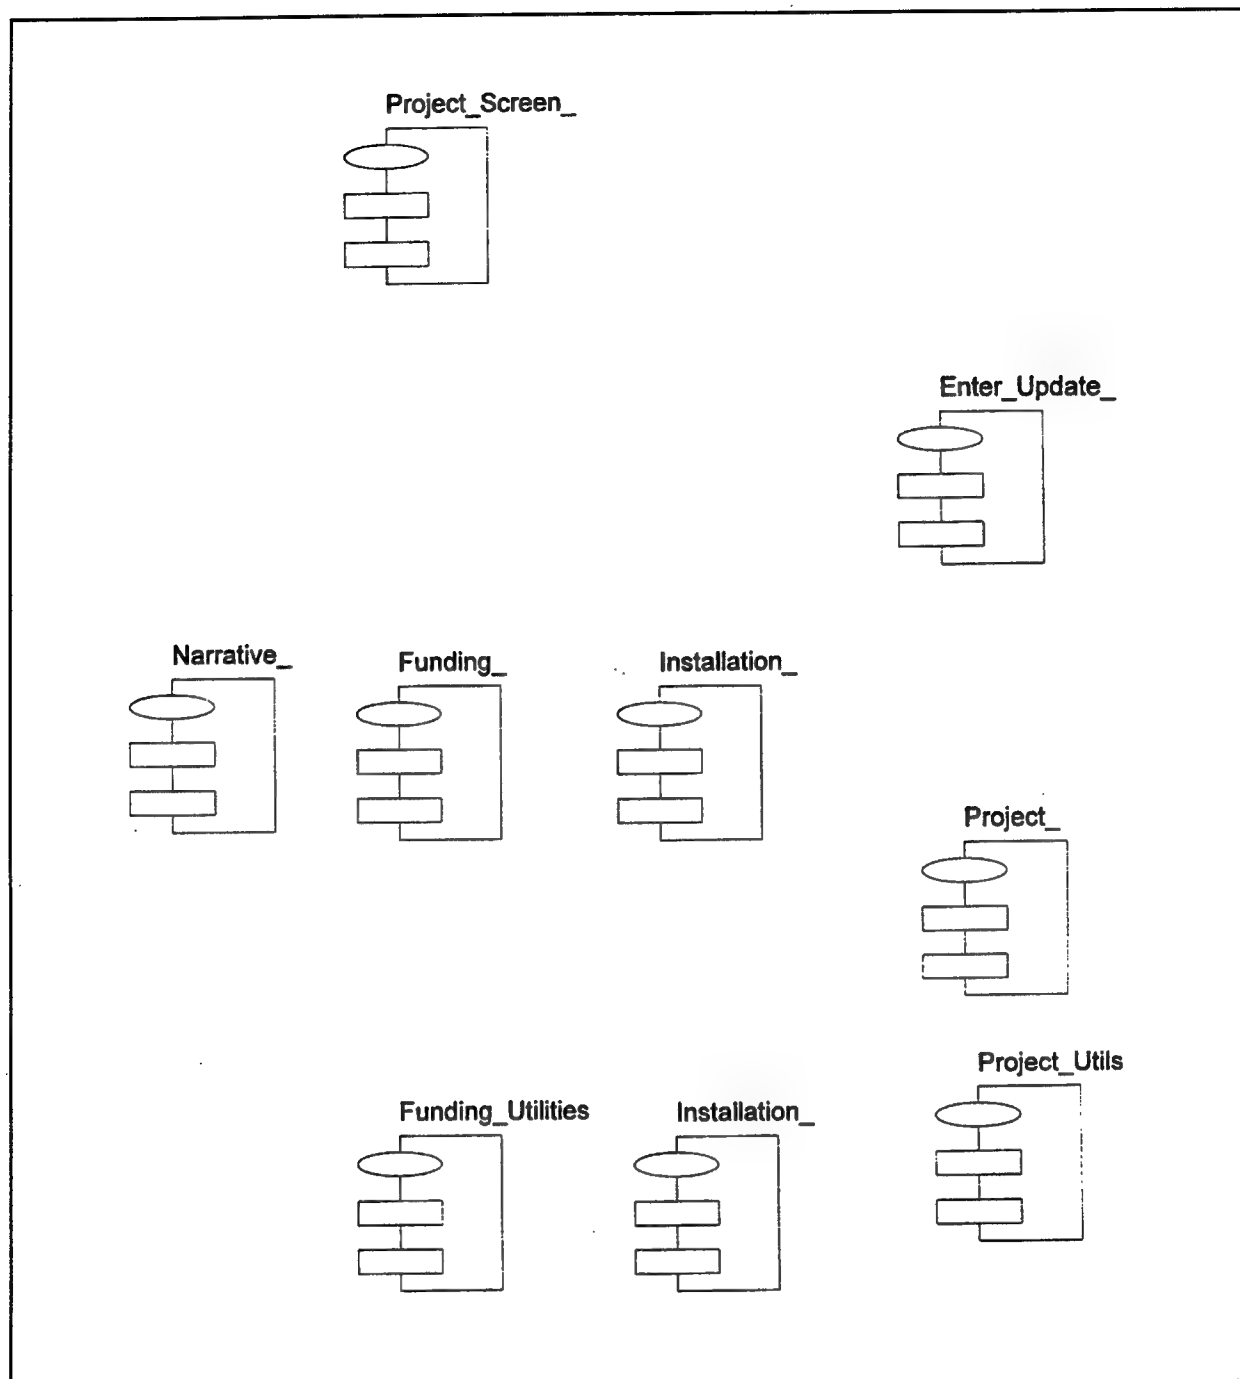 Project_Screen_
Enter_Update_
Narrative_
Funding_
Installation_
Project_
Project_Utils
Funding_Utilities
Installation_